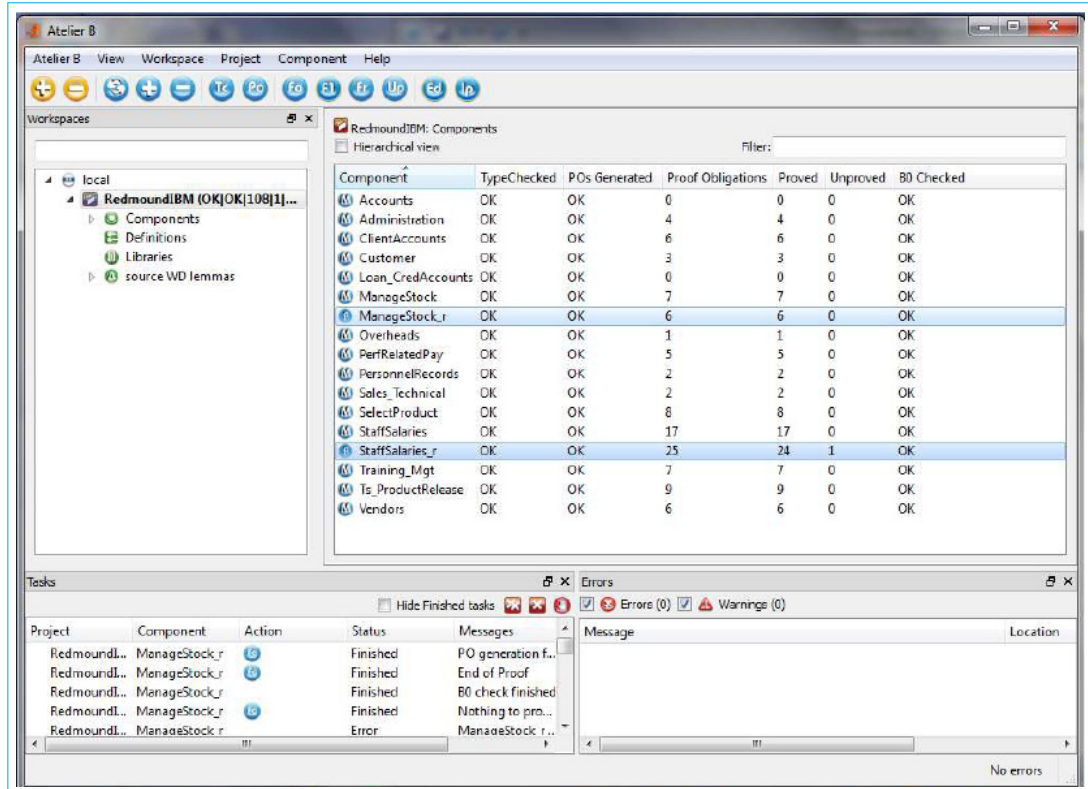 Atelier B
Atelier B View Workspace Project Component Help
Tc Po F0 F1 Fr Up Ed Ip
Workspaces
local
RedmoundIBM (OK|OK|108|1|...
Components
Definitions
Libraries
source WD lemmas
RedmoundIBM: Components
Hierarchical view Filter:
Component TypeChecked POs Generated Proof Obligations Proved Unproved B0 Checked
Accounts OK OK 0 0 0 OK
Administration OK OK 4 4 0 OK
ClientAccounts OK OK 6 6 0 OK
Customer OK OK 3 3 0 OK
Loan_CredAccounts OK OK 0 0 0 OK
ManageStock OK OK 7 7 0 OK
ManageStock_r OK OK 6 6 0 OK
Overheads OK OK 1 1 0 OK
PerfRelatedPay OK OK 5 5 0 OK
PersonnelRecords OK OK 2 2 0 OK
Sales_Technical OK OK 2 2 0 OK
SelectProduct OK OK 8 8 0 OK
StaffSalaries OK OK 17 17 0 OK
StaffSalaries_r OK OK 25 24 1 OK
Training_Mgt OK OK 7 7 0 OK
Ts_ProductRelease OK OK 9 9 0 OK
Vendors OK OK 6 6 0 OK
Tasks
Hide Finished tasks
Project Component Action Status Messages
RedmoundI... ManageStock_r Finished PO generation f...
RedmoundI... ManageStock_r Finished End of Proof
RedmoundI... ManageStock_r Finished B0 check finished
RedmoundI... ManageStock_r Finished Nothing to pro...
RedmoundI... ManageStock_r Error ManageStock_r...
Errors
Errors (0) Warnings (0)
Message Location
No errors